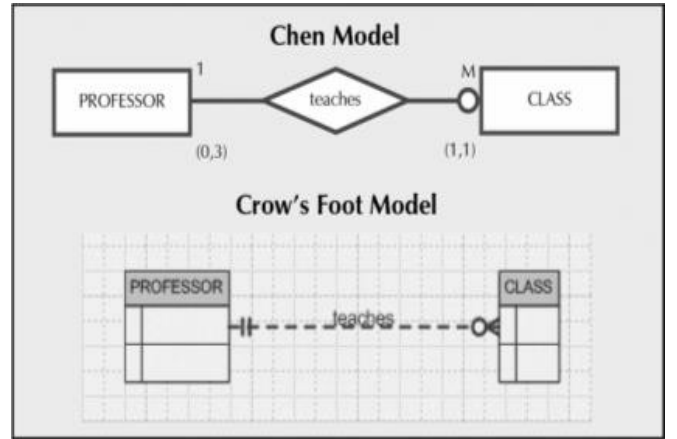 Chen Model
1
M
PROFESSOR
teaches
CLASS
(0,3)
(1,1)
Crow's Foot Model
PROFESSOR
CLASS
teaches